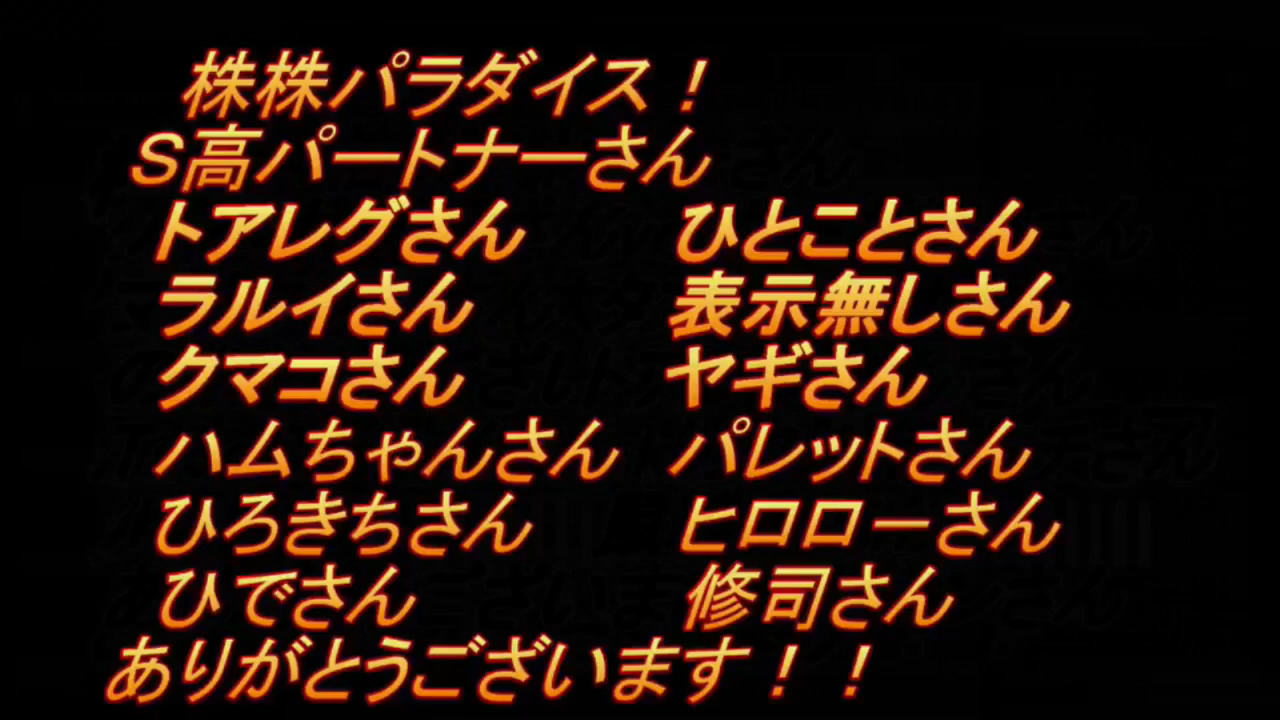 株株パラダイス！
Ｓ高パートナーさん
トアレグさん　ひとことさん
ラルイさん　表示無しさん
クマコさん　ヤギさん
ハムちゃんさん　パレットさん
ひろきちさん　ヒロローさん
ひでさん　修司さん
ありがとうございます！！